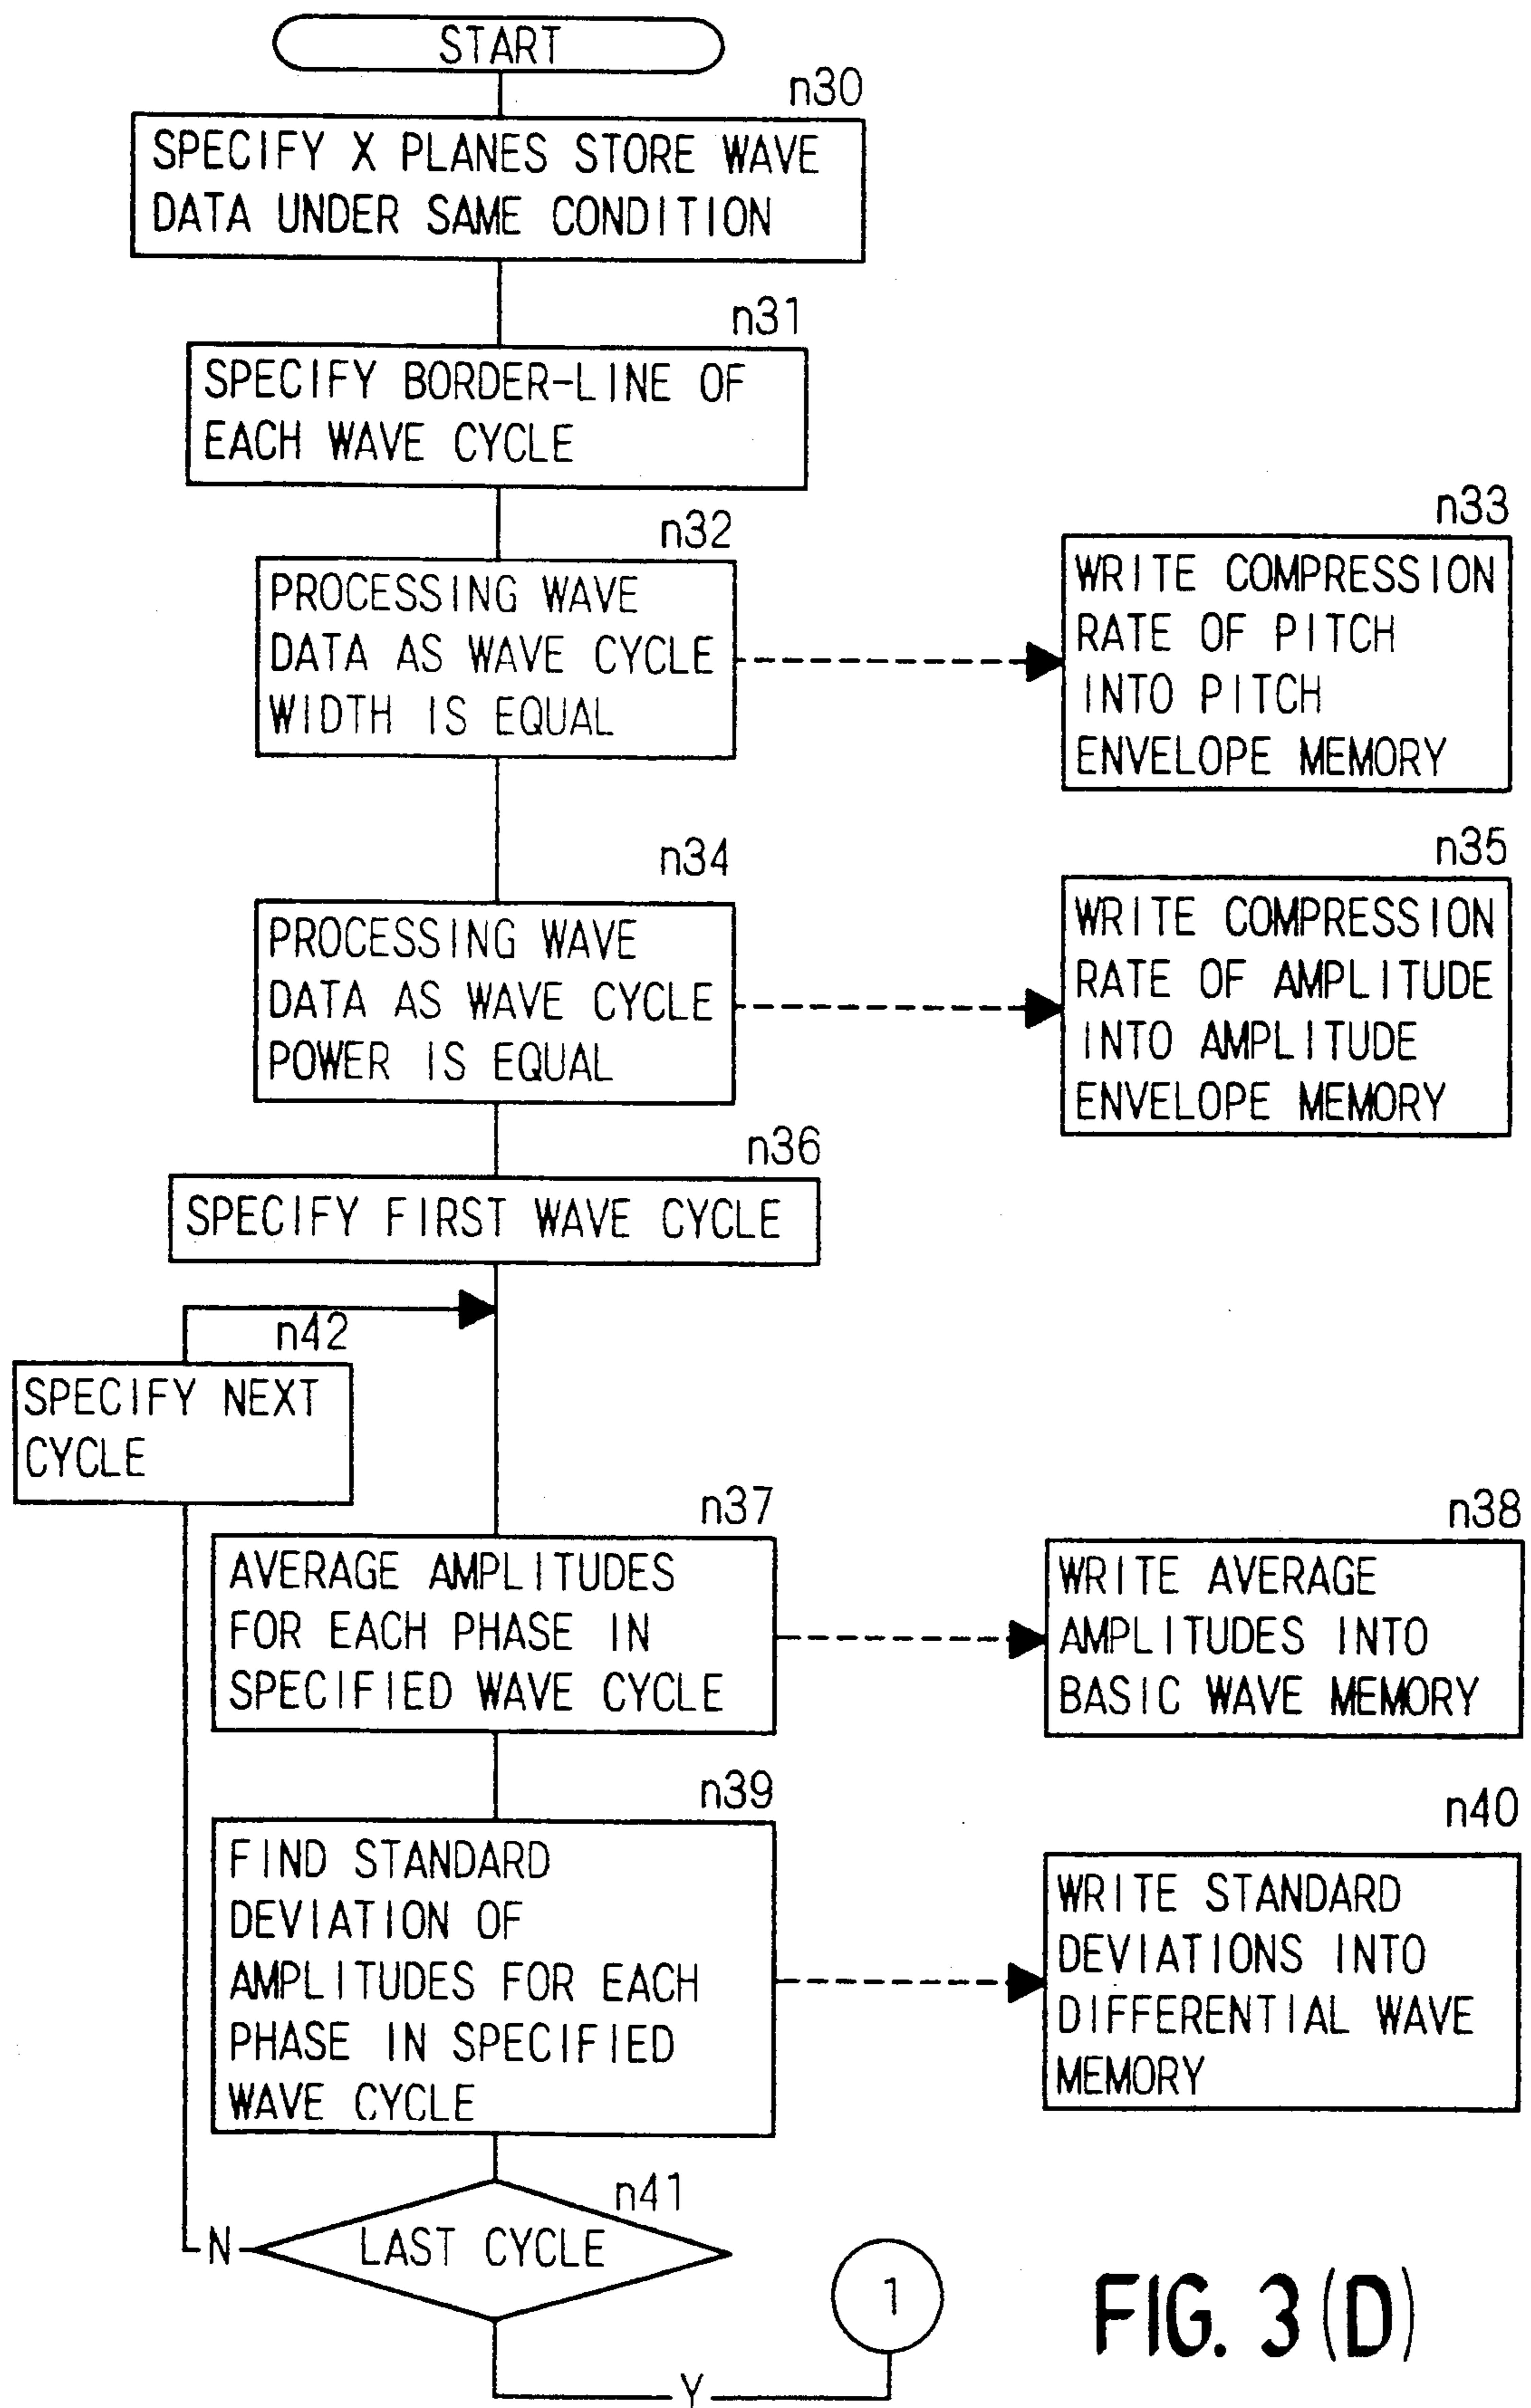 START
n30
SPECIFY X PLANES STORE WAVE
DATA UNDER SAME CONDITION
n31
SPECIFY BORDER-LINE OF
EACH WAVE CYCLE
n32
PROCESSING WAVE
DATA AS WAVE CYCLE
WIDTH IS EQUAL
n33
WRITE COMPRESSION
RATE OF PITCH
INTO PITCH
ENVELOPE MEMORY
n34
PROCESSING WAVE
DATA AS WAVE CYCLE
POWER IS EQUAL
n35
WRITE COMPRESSION
RATE OF AMPLITUDE
INTO AMPLITUDE
ENVELOPE MEMORY
n36
SPECIFY FIRST WAVE CYCLE
n42
SPECIFY NEXT
CYCLE
n37
AVERAGE AMPLITUDES
FOR EACH PHASE IN
SPECIFIED WAVE CYCLE
n38
WRITE AVERAGE
AMPLITUDES INTO
BASIC WAVE MEMORY
n39
FIND STANDARD
DEVIATION OF
AMPLITUDES FOR EACH
PHASE IN SPECIFIED
WAVE CYCLE
n40
WRITE STANDARD
DEVIATIONS INTO
DIFFERENTIAL WAVE
MEMORY
n41
LAST CYCLE
N
Y
1
FIG. 3(D)